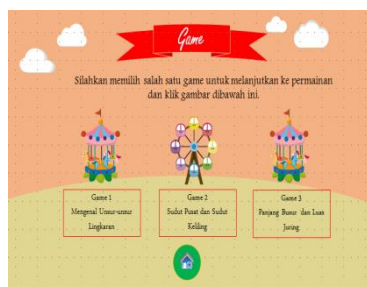 Game
Silahkan memilih salah satu game untuk melanjutkan ke permainan
dan klik gambar dibawah ini.
Game 1
Mengenal Unsur-unsur
Lingkaran
Game 2
Sudut Pusat dan Sudut
Keliling
Game 3
Panjang Busur dan Luas
Juring